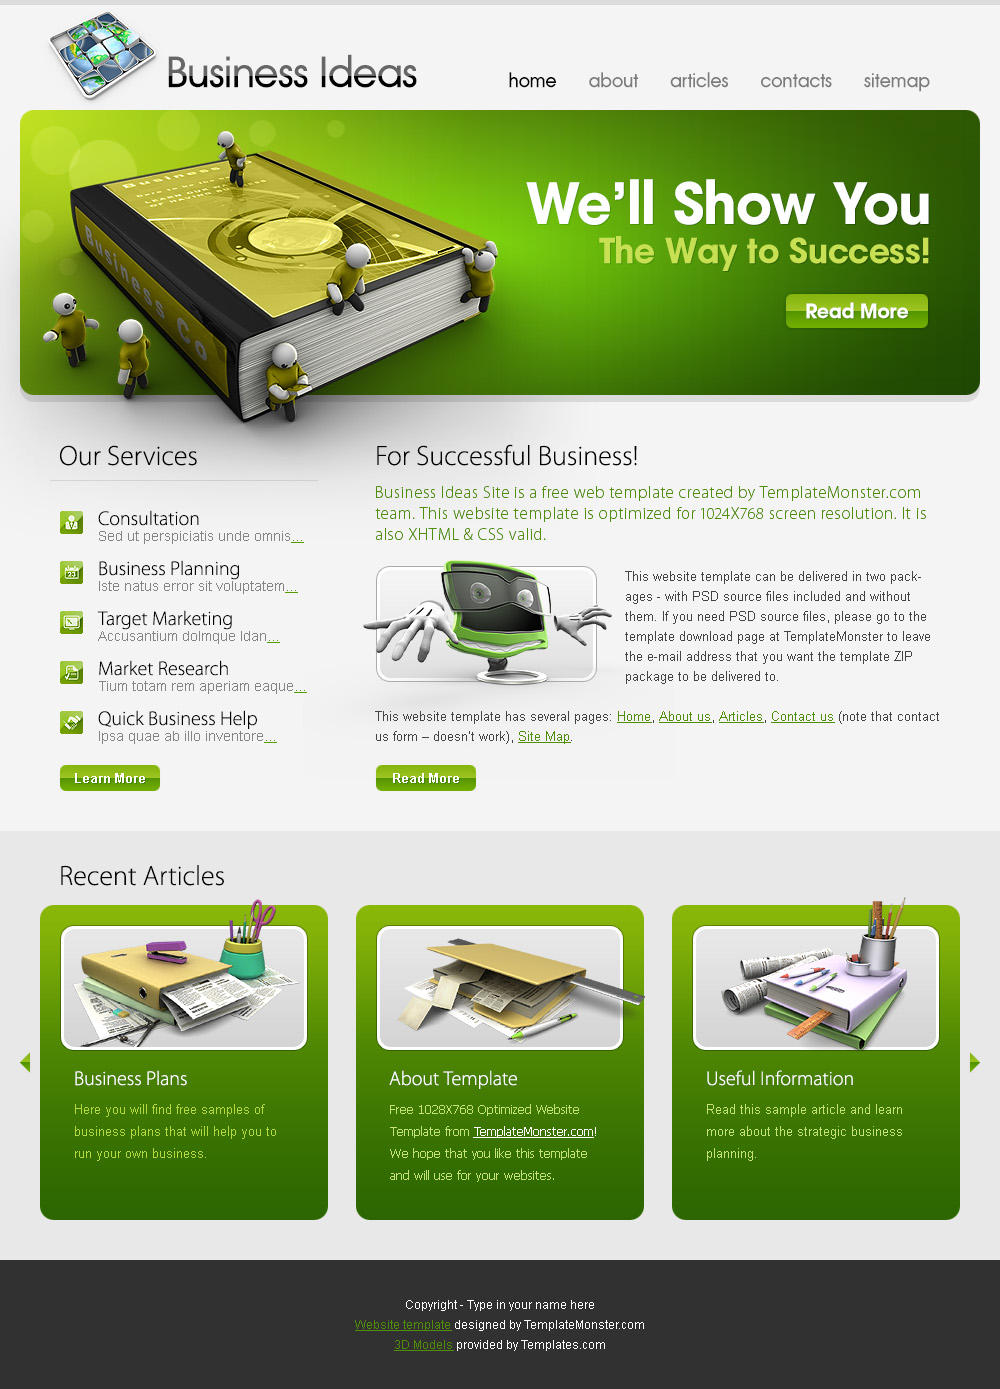 Business Ideas
home about articles contacts sitemap
Business
LEARN OUR
Business Co
We'll Show You
The Way to Success!
Read More
Our Services
Consultation
Sed ut perspiciatis unde omnis...
Business Planning
Iste natus error sit voluptatem...
Target Marketing
Accusantium dolmque ldan...
Market Research
Tium totam rem aperiam eaque...
Quick Business Help
Ipsa quae ab illo inventore...
Learn More
For Successful Business!
Business Ideas Site is a free web template created by TemplateMonster.com
team. This website template is optimized for 1024X768 screen resolution. It is
also XHTML & CSS valid.
This website template can be delivered in two pack-
ages - with PSD source files included and without
them. If you need PSD source files, please go to the
template download page at TemplateMonster to leave
the e-mail address that you want the template ZIP
package to be delivered to.
This website template has several pages: Home, About us, Articles, Contact us (note that contact
us form – doesn't work), Site Map.
Read More
Recent Articles
Business Plans
Here you will find free samples of
business plans that will help you to
run your own business.
About Template
Free 1028X768 Optimized Website
Template from TemplateMonster.com!
We hope that you like this template
and will use for your websites.
Useful Information
Read this sample article and learn
more about the strategic business
planning.
Copyright - Type in your name here
Website template designed by TemplateMonster.com
3D Models provided by Templates.com